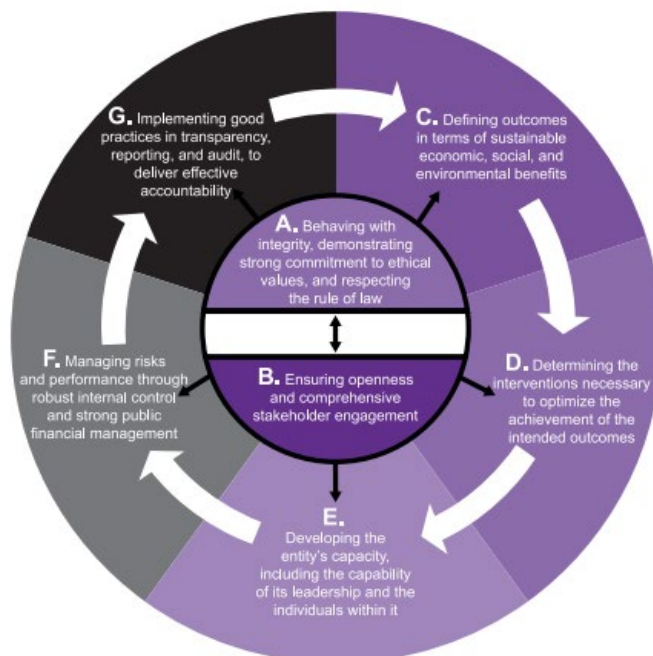 G. Implementing good
practices in transparency,
reporting, and audit, to
deliver effective
accountability
C. Defining outcomes
in terms of sustainable
economic, social, and
environmental benefits
A. Behaving with
integrity, demonstrating
strong commitment to ethical
values, and respecting
the rule of law
B. Ensuring openness
and comprehensive
stakeholder engagement
D. Determining the
interventions necessary
to optimize the
achievement of the
intended outcomes
F. Managing risks
and performance through
robust internal control
and strong public
financial management
E.
Developing the
entity's capacity,
including the capability
of its leadership and the
individuals within it